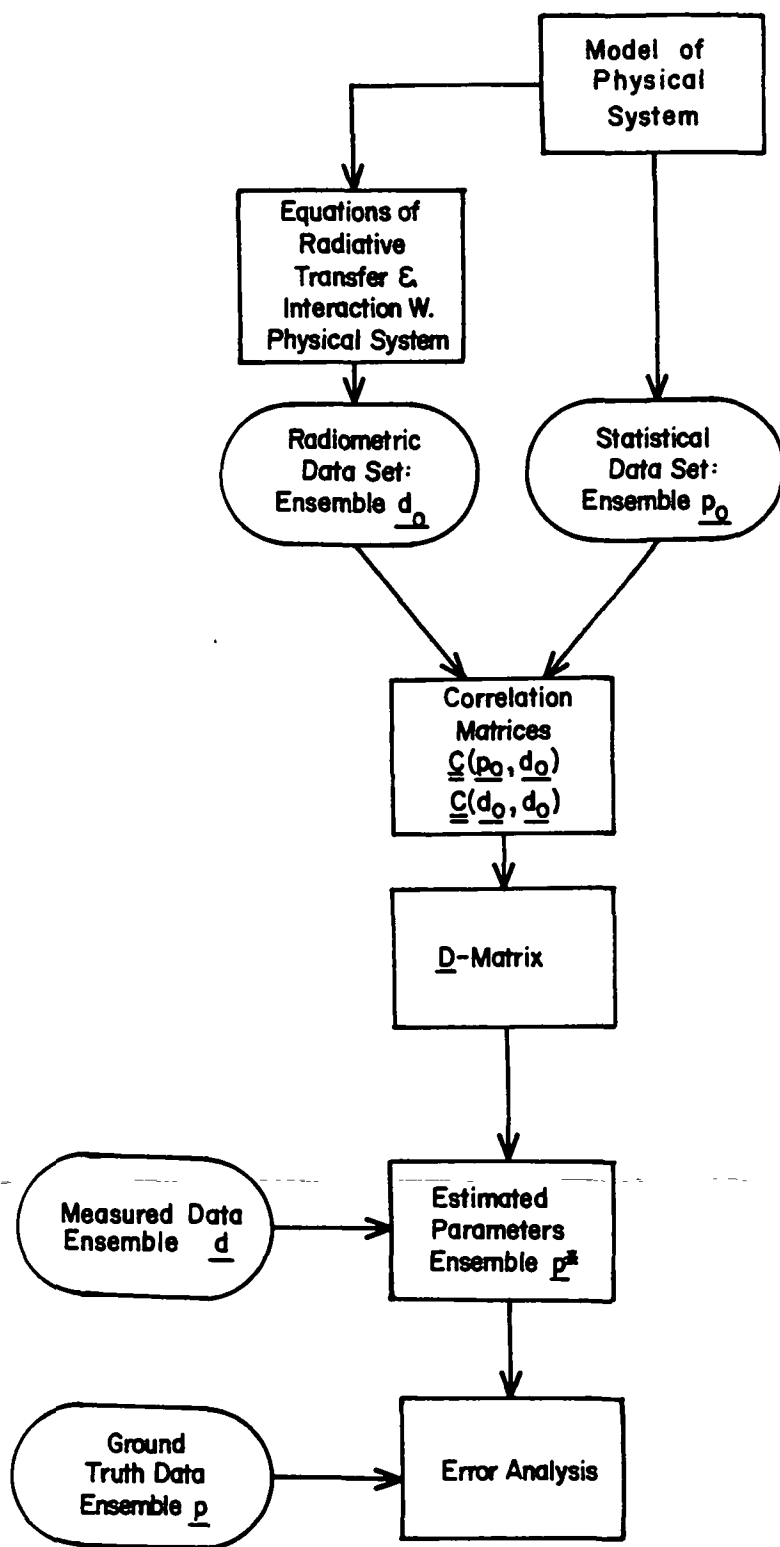 Model of
Physical
System
Equations of
Radiative
Transfer &
Interaction W.
Physical System
Radiometric
Data Set:
Ensemble d₀
Statistical
Data Set:
Ensemble p₀
Correlation
Matrices
C(p₀, d₀)
C(d₀, d₀)
D-Matrix
Measured Data
Ensemble d
Estimated
Parameters
Ensemble p*
Ground
Truth Data
Ensemble p
Error Analysis